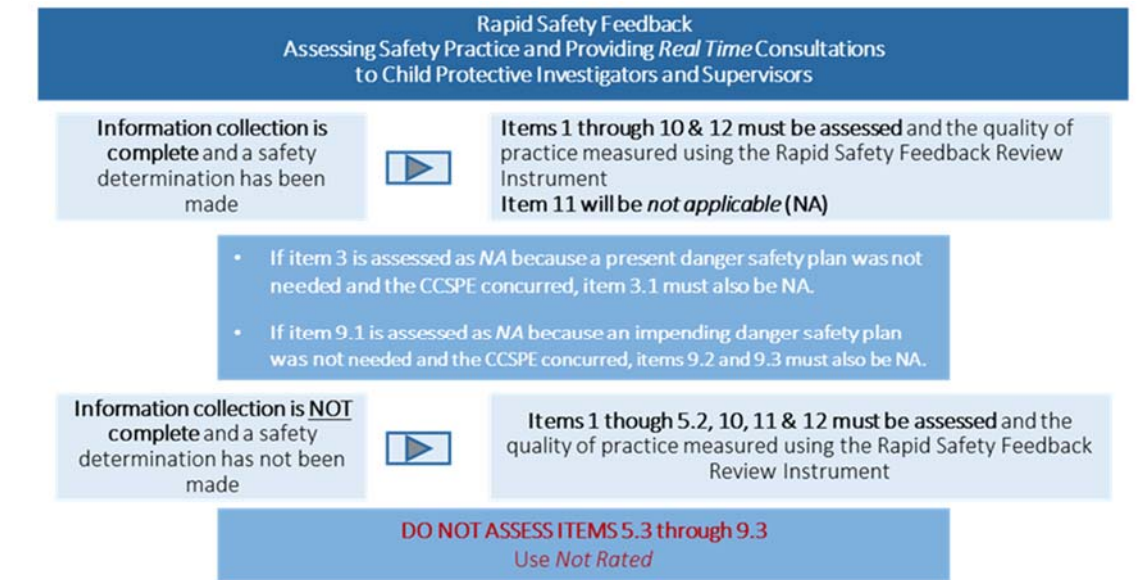 Rapid Safety Feedback
Assessing Safety Practice and Providing Real Time Consultations
to Child Protective Investigators and Supervisors
Information collection is
complete and a safety
determination has been
made
Items 1 through 10 & 12 must be assessed and the quality of
practice measured using the Rapid Safety Feedback Review
Instrument
Item 11 will be not applicable (NA)
• If item 3 is assessed as NA because a present danger safety plan was not
needed and the CCSPE concurred, item 3.1 must also be NA.
• If item 9.1 is assessed as NA because an impending danger safety plan
was not needed and the CCSPE concurred, items 9.2 and 9.3 must also be NA.
Information collection is NOT
complete and a safety
determination has not been
made
Items 1 though 5.2, 10, 11 & 12 must be assessed and the
quality of practice measured using the Rapid Safety Feedback
Review Instrument
DO NOT ASSESS ITEMS 5.3 through 9.3
Use Not Rated